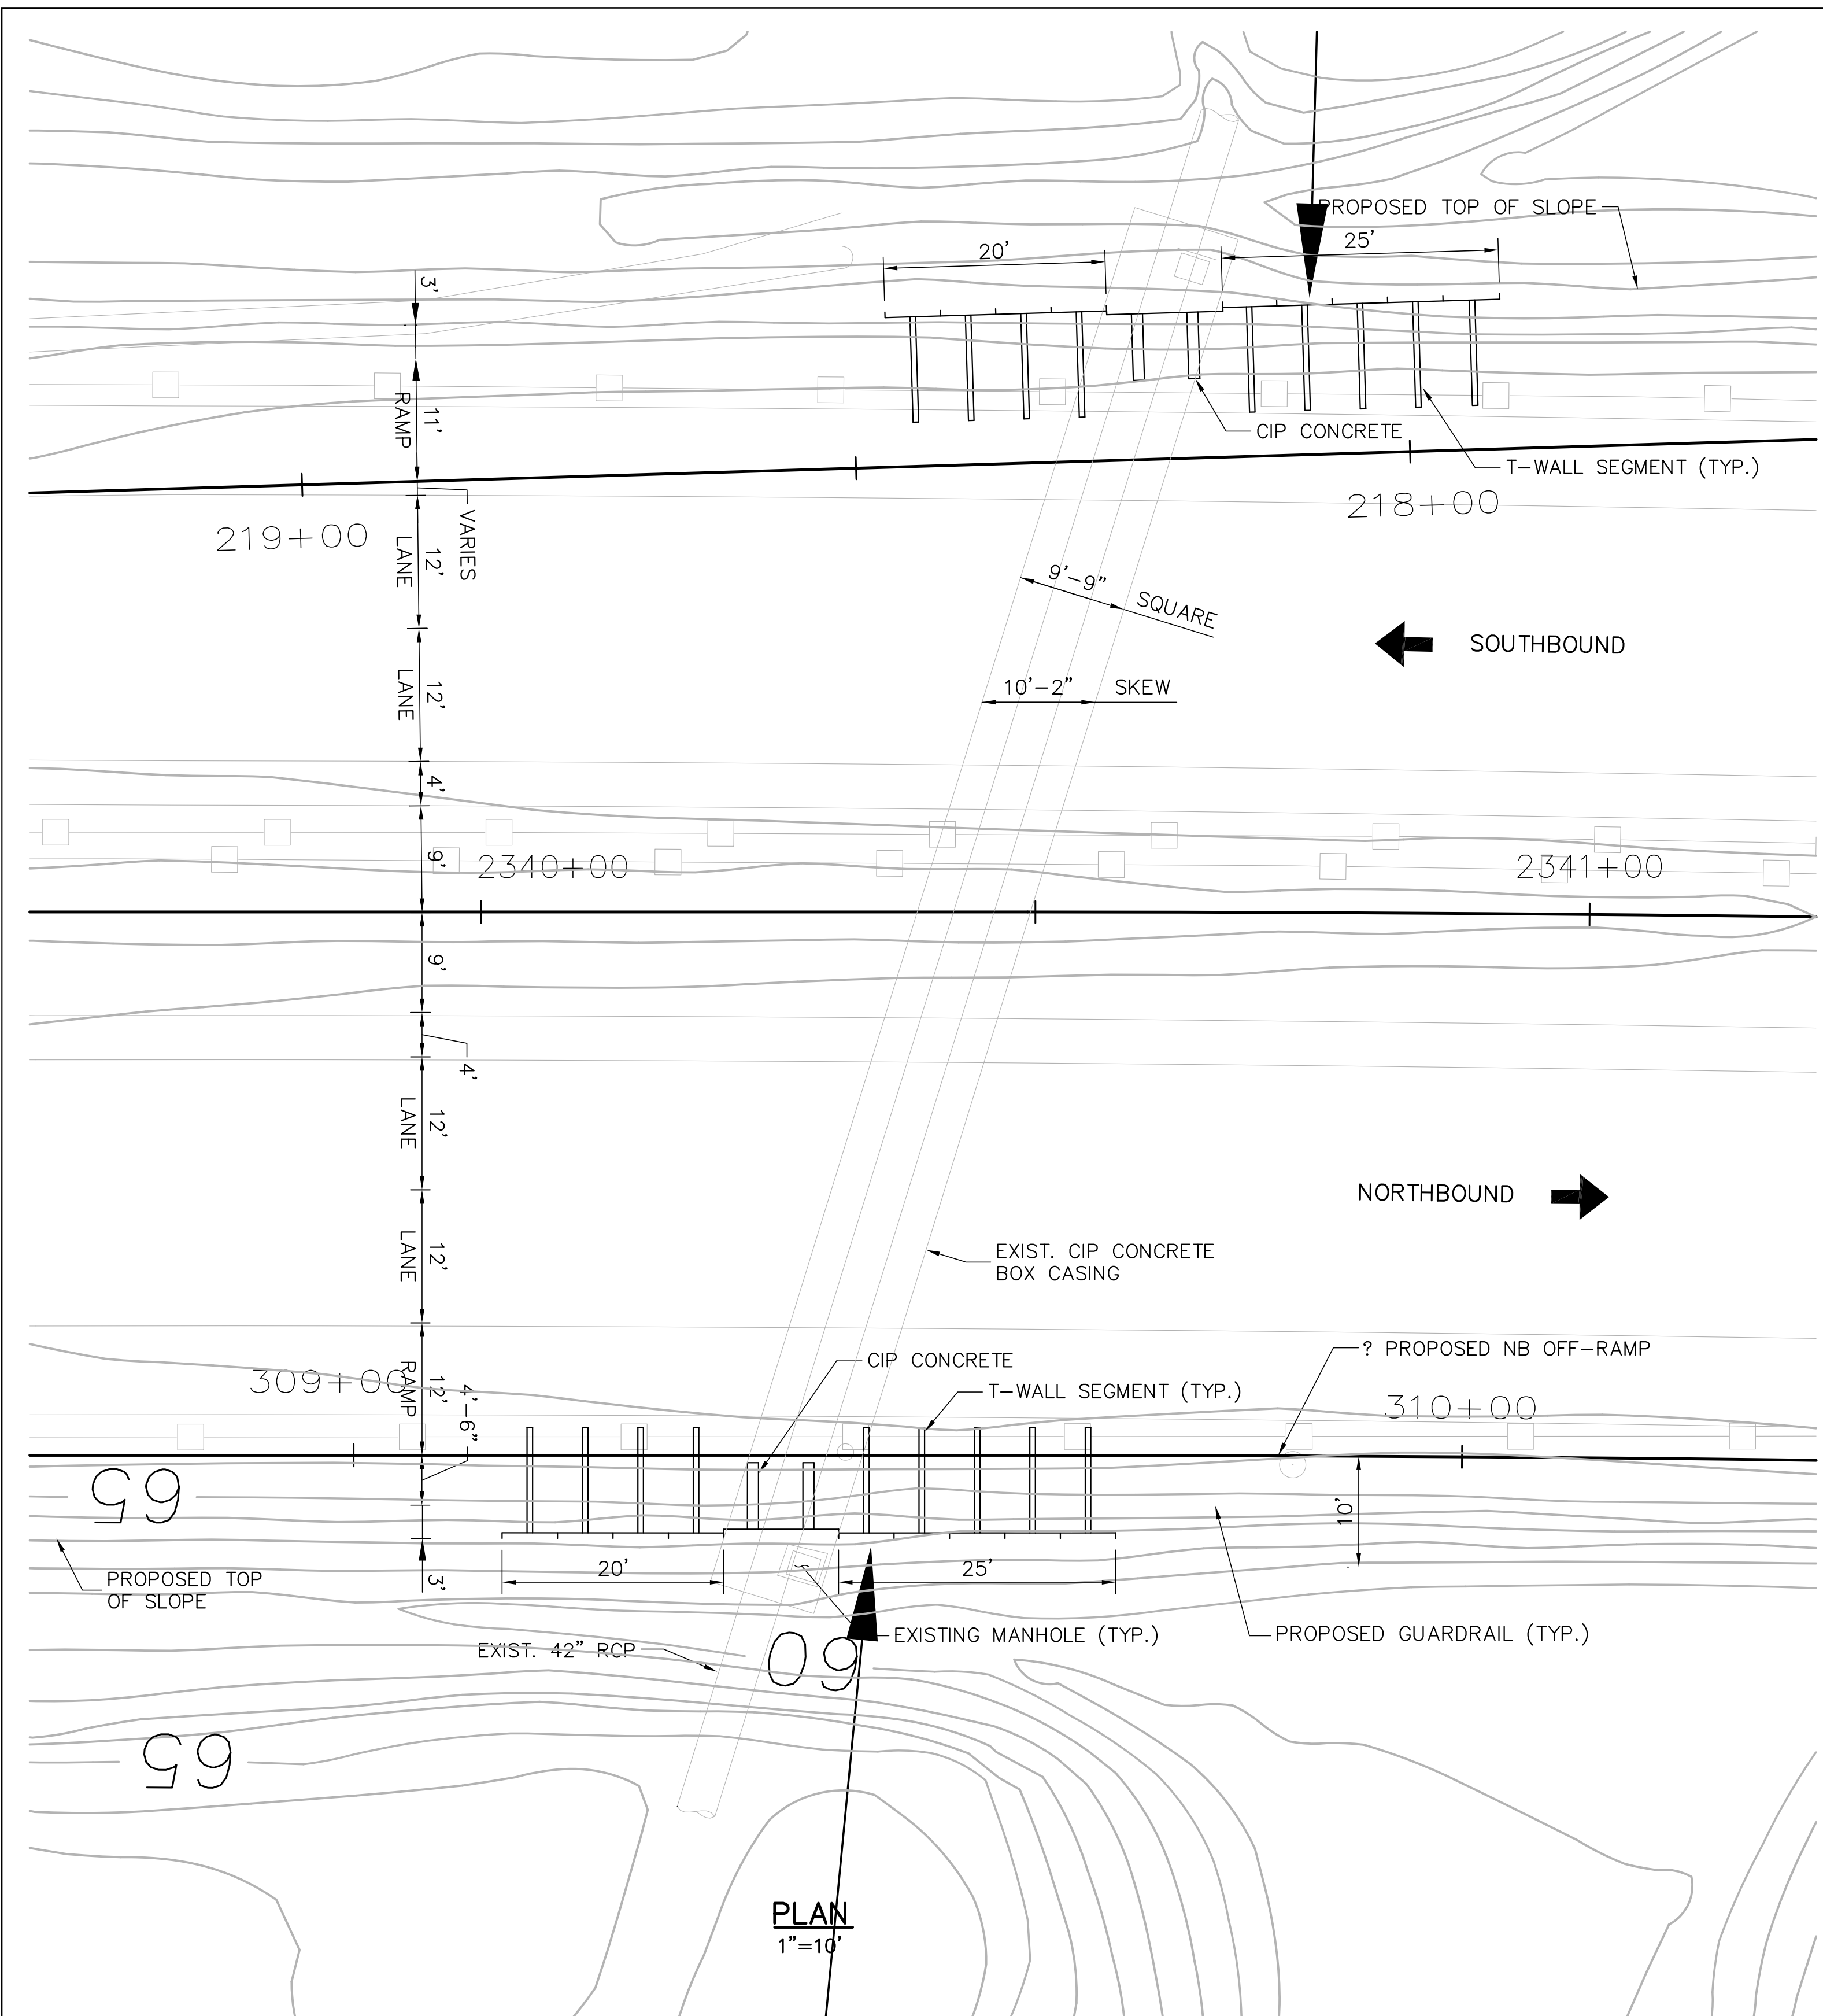 PROPOSED TOP OF SLOPE
20'
25'
3'
11'
RAMP
CIP CONCRETE
T-WALL SEGMENT (TYP.)
218+00
219+00
VARIES
12'
LANE
9'-9"
SQUARE
SOUTHBOUND
12'
LANE
10'-2"
SKEW
4'
9'
2340+00
2341+00
9'
4'
12'
LANE
NORTHBOUND
12'
LANE
EXIST. CIP CONCRETE
BOX CASING
? PROPOSED NB OFF-RAMP
CIP CONCRETE
309+00
RAMP
12'
4'-6"
T-WALL SEGMENT (TYP.)
310+00
65
10'
PROPOSED TOP
OF SLOPE
3'
20'
25'
EXISTING MANHOLE (TYP.)
PROPOSED GUARDRAIL (TYP.)
EXIST. 42" RCP
60
65
PLAN
1"=10'